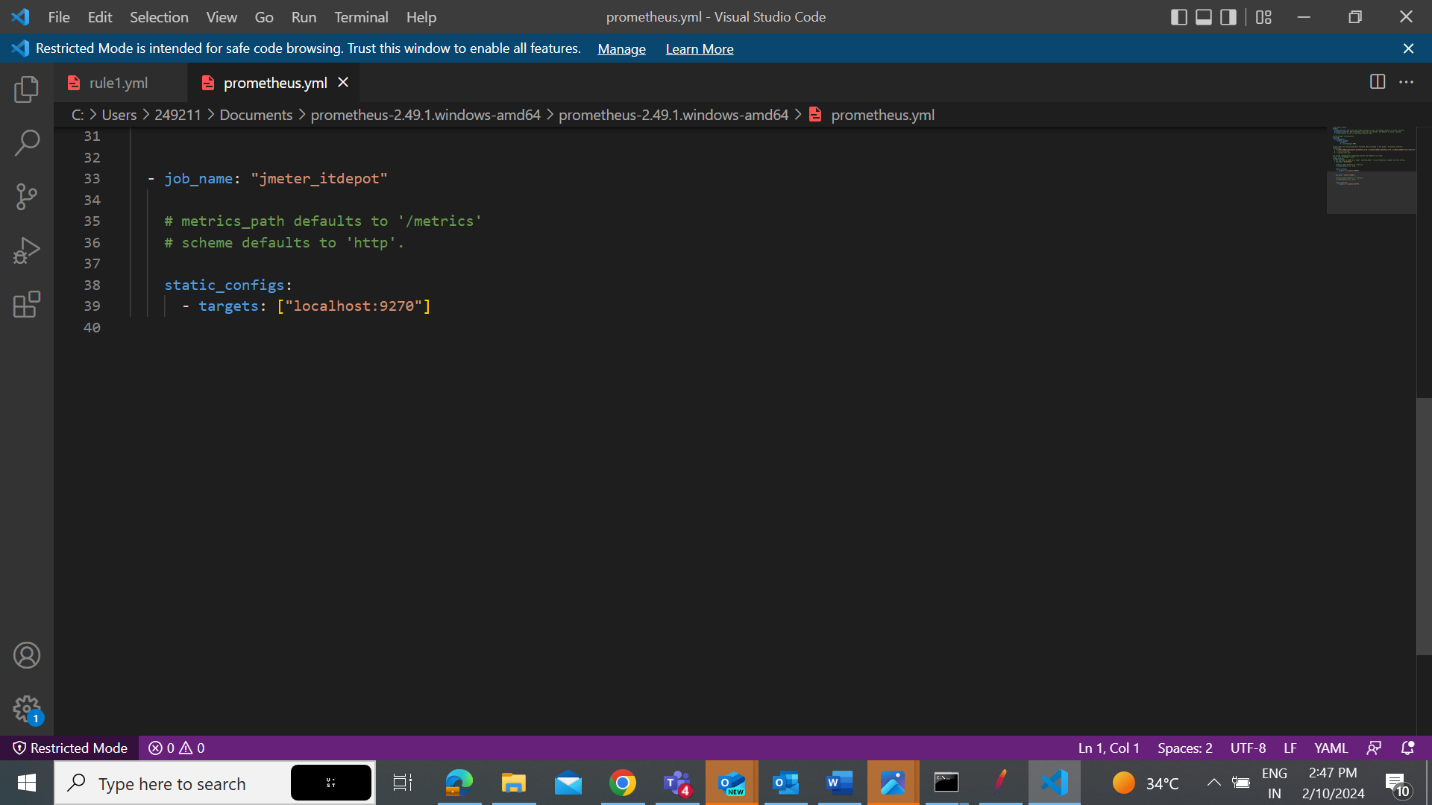 File Edit Selection View Go Run Terminal Help prometheus.yml - Visual Studio Code
Restricted Mode is intended for safe code browsing. Trust this window to enable all features. Manage Learn More
rule1.yml prometheus.yml
C: > Users > 249211 > Documents > prometheus-2.49.1.windows-amd64 > prometheus-2.49.1.windows-amd64 > prometheus.yml
31
32
33 - job_name: "jmeter_itdepot"
34
35 # metrics_path defaults to '/metrics'
36 # scheme defaults to 'http'.
37
38 static_configs:
39 - targets: ["localhost:9270"]
40
1
Restricted Mode 0 0 Ln 1, Col 1 Spaces: 2 UTF-8 LF YAML
Type here to search 4 NEW 34°C ENG IN 2:47 PM 2/10/2024 10